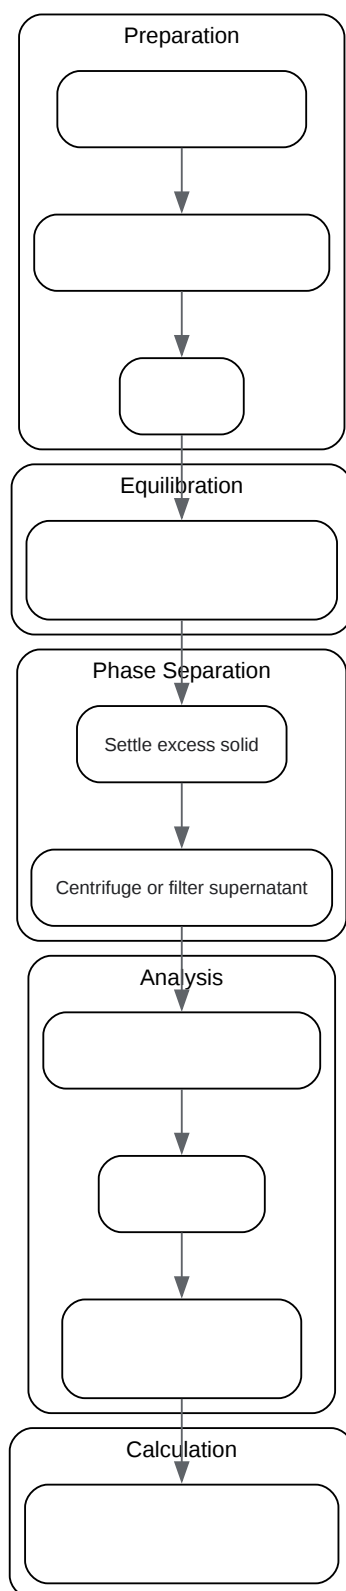 Preparation
Equilibration
Phase Separation
Settle excess solid
Centrifuge or filter supernatant
Analysis
Calculation